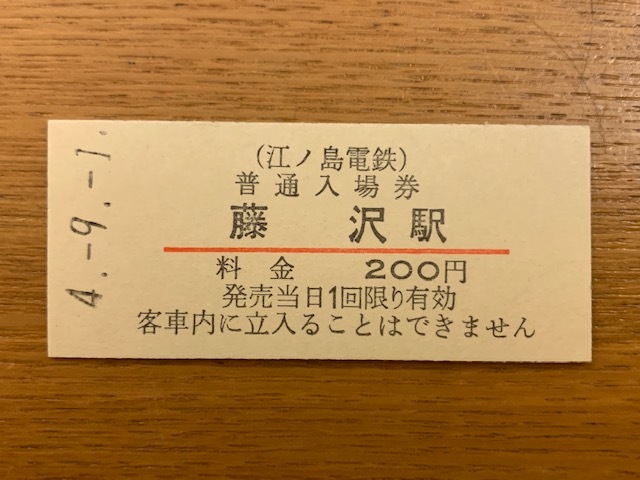 4.-9.-1.
(江ノ島電鉄)
普通入場券
藤沢駅
料金 200円
発売当日1回限り有効
客車内に立入ることはできません